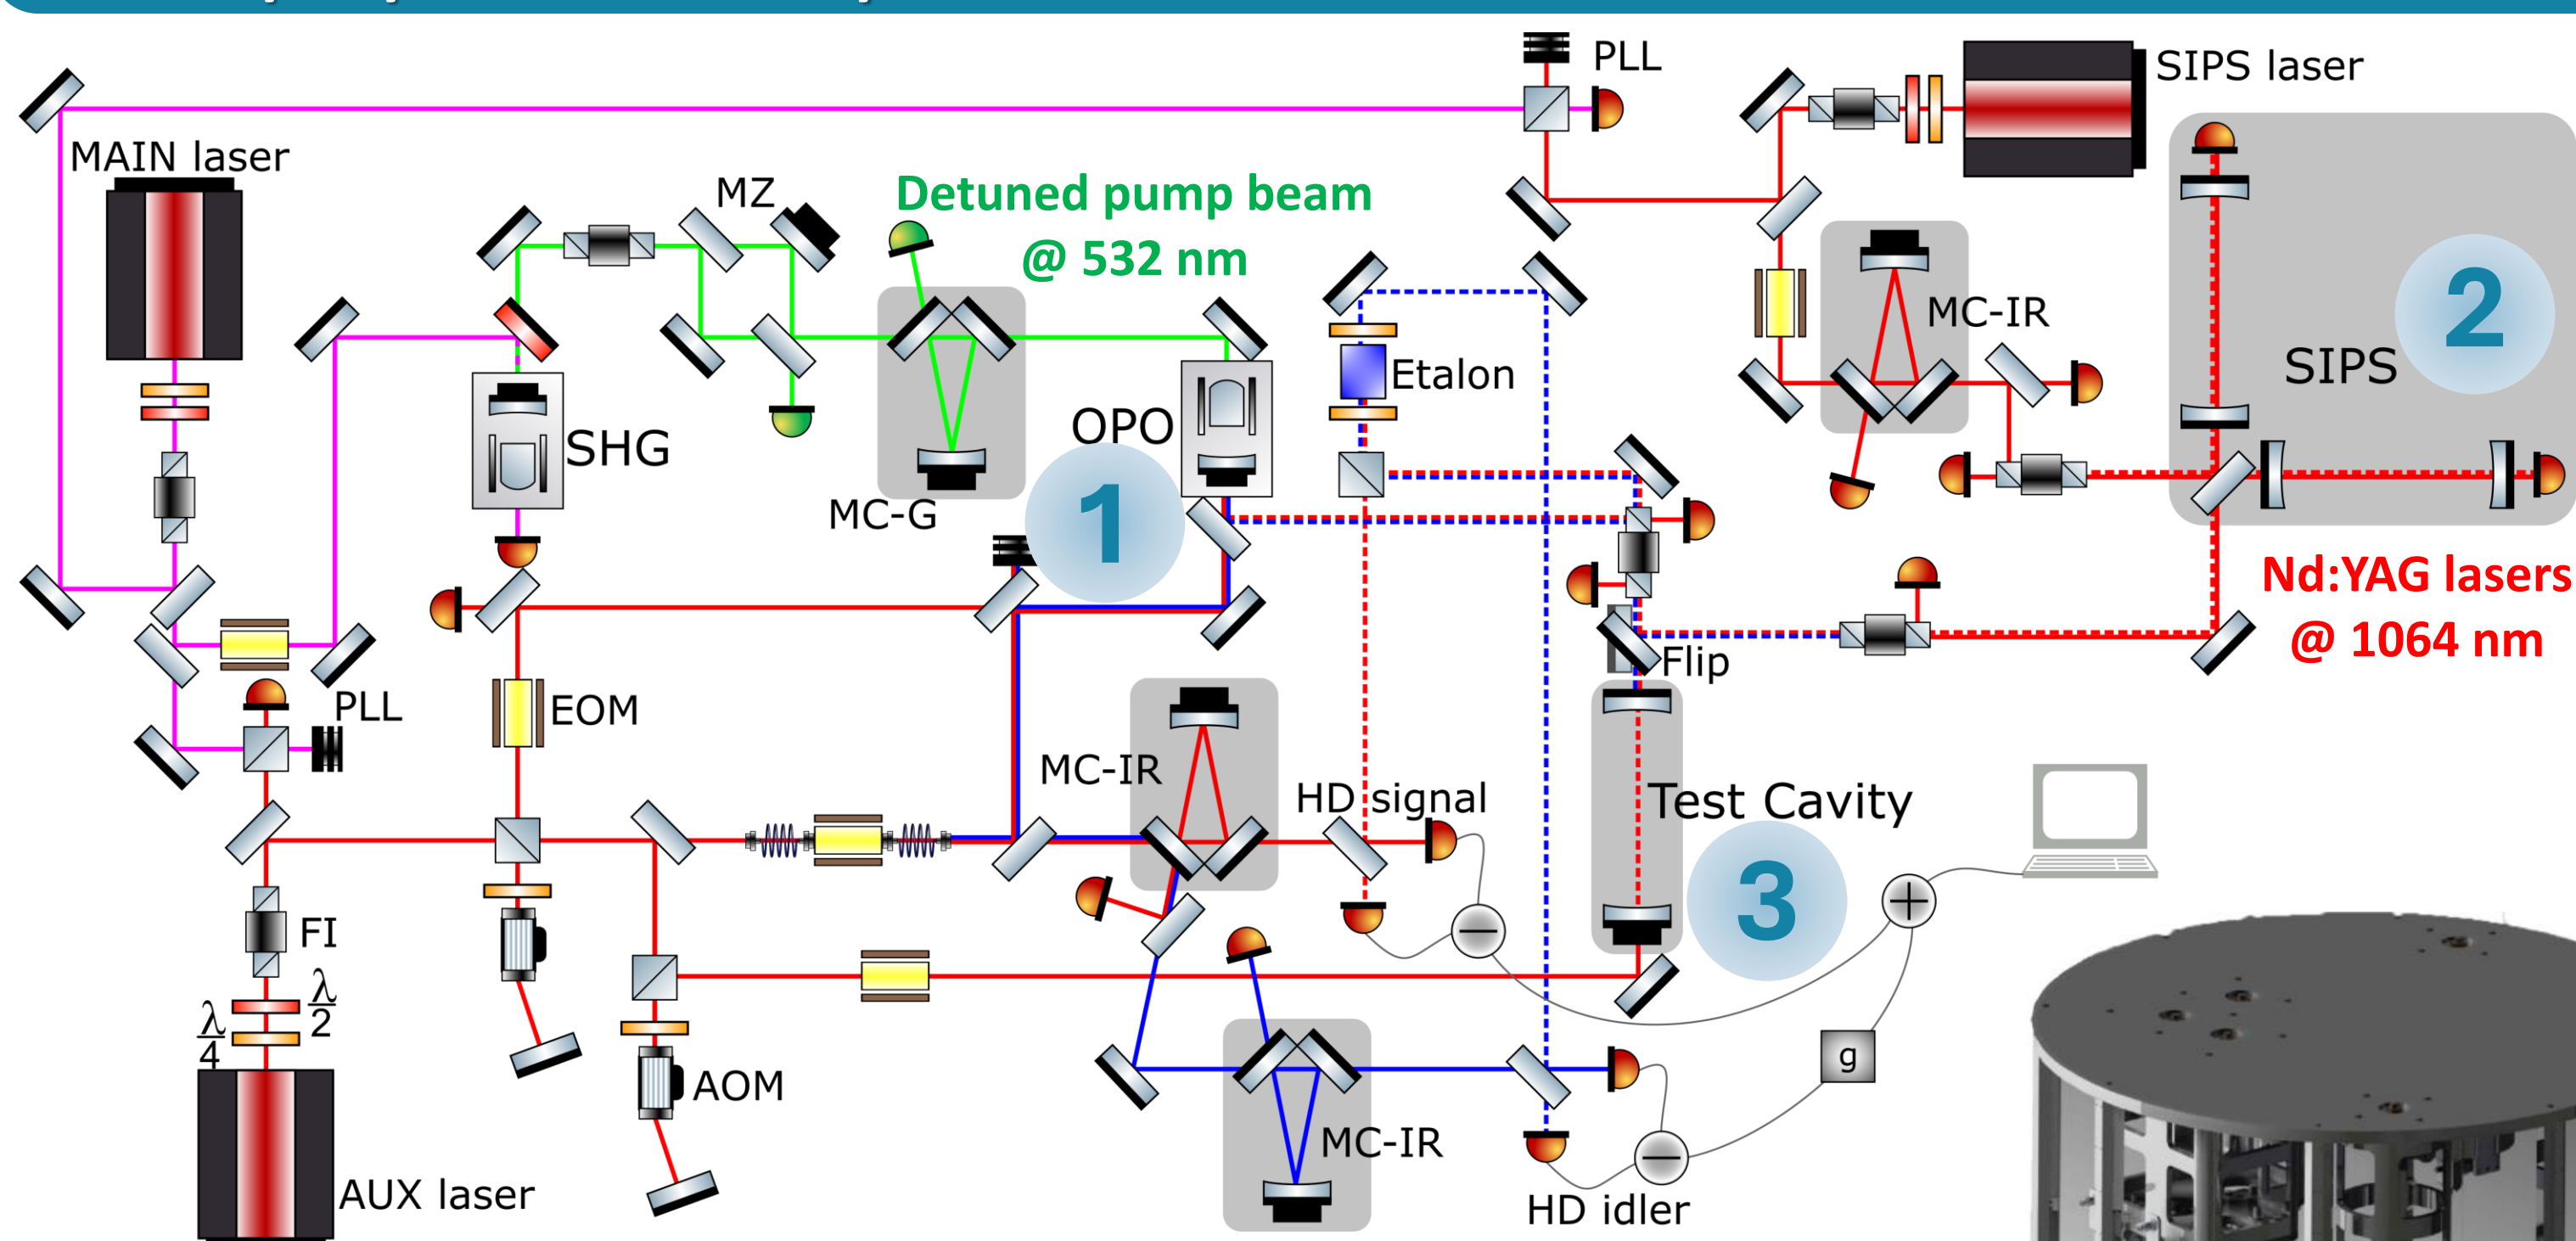 PLL
SIPS laser
MAIN laser
MZ
Detuned pump beam
@ 532 nm
MC-IR
2
SIPS
Etalon
OPO
SHG
MC-G
1
Nd:YAG lasers
@ 1064 nm
Flip
PLL
EOM
MC-IR
HD signal
Test Cavity
3
FI
λ
2
λ
4
g
AOM
MC-IR
AUX laser
HD idler